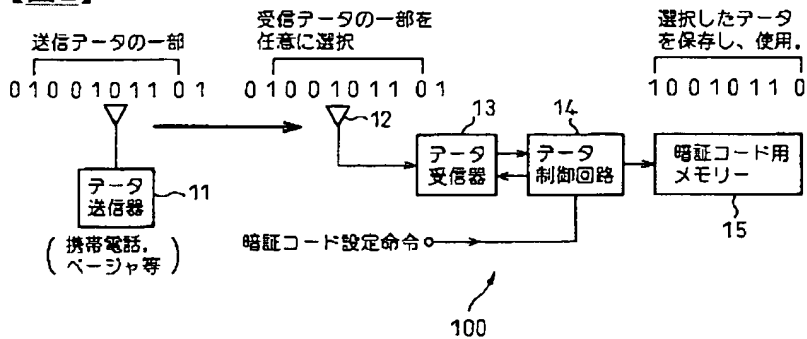 送信データの一部
0 1 0 0 1 0 1 1 0 1
データ
送信器
11
(携帯電話,
ページャ等)
受信データの一部を
任意に選択
0 1 0 0 1 0 1 1 0 1
12
13
データ
受信器
14
データ
制御回路
選択したデータ
を保存し、使用.
1 0 0 1 0 1 1 0
暗証コード用
メモリー
15
暗証コード設定命令
100